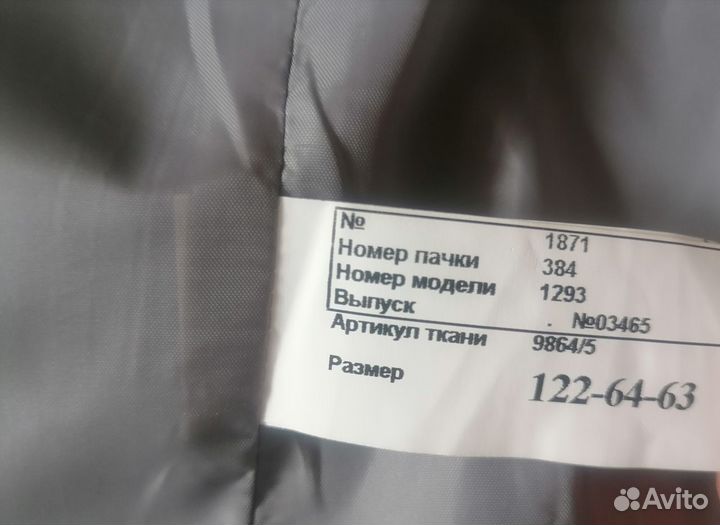 № 1871
Номер пачки 384
Номер модели 1293
Выпуск . №03465
Артикул ткани 9864/5
Размер 122-64-63
Avito